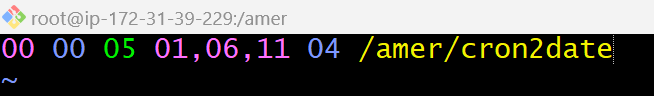 root@ip-172-31-39-229:/amer
00 00 05 01,06,11 04 /amer/cron2date
~